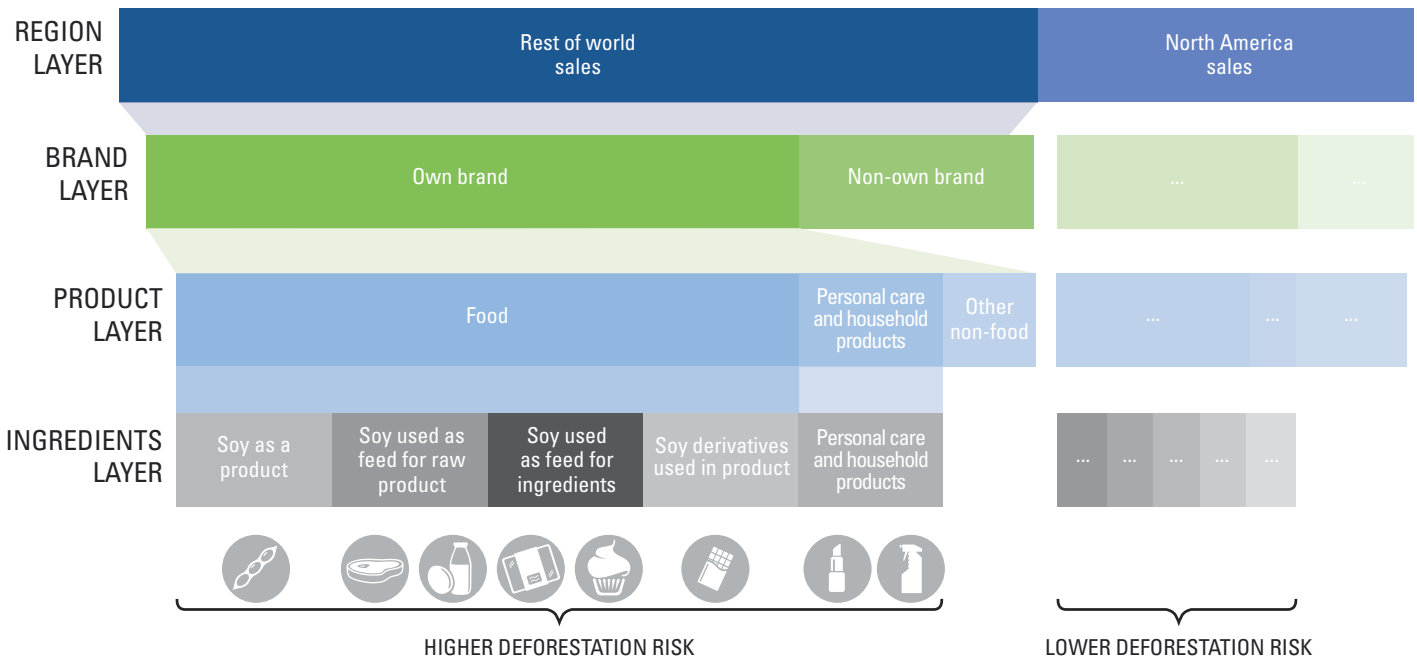 REGION
LAYER
Rest of world
sales
North America
sales
BRAND
LAYER
Own brand
Non-own brand
...
...
PRODUCT
LAYER
Food
Personal care
and household
products
Other
non-food
...
...
...
INGREDIENTS
LAYER
Soy as a
product
Soy used as
feed for raw
product
Soy used
as feed for
ingredients
Soy derivatives
used in product
Personal care
and household
products
...
...
...
...
...
HIGHER DEFORESTATION RISK
LOWER DEFORESTATION RISK